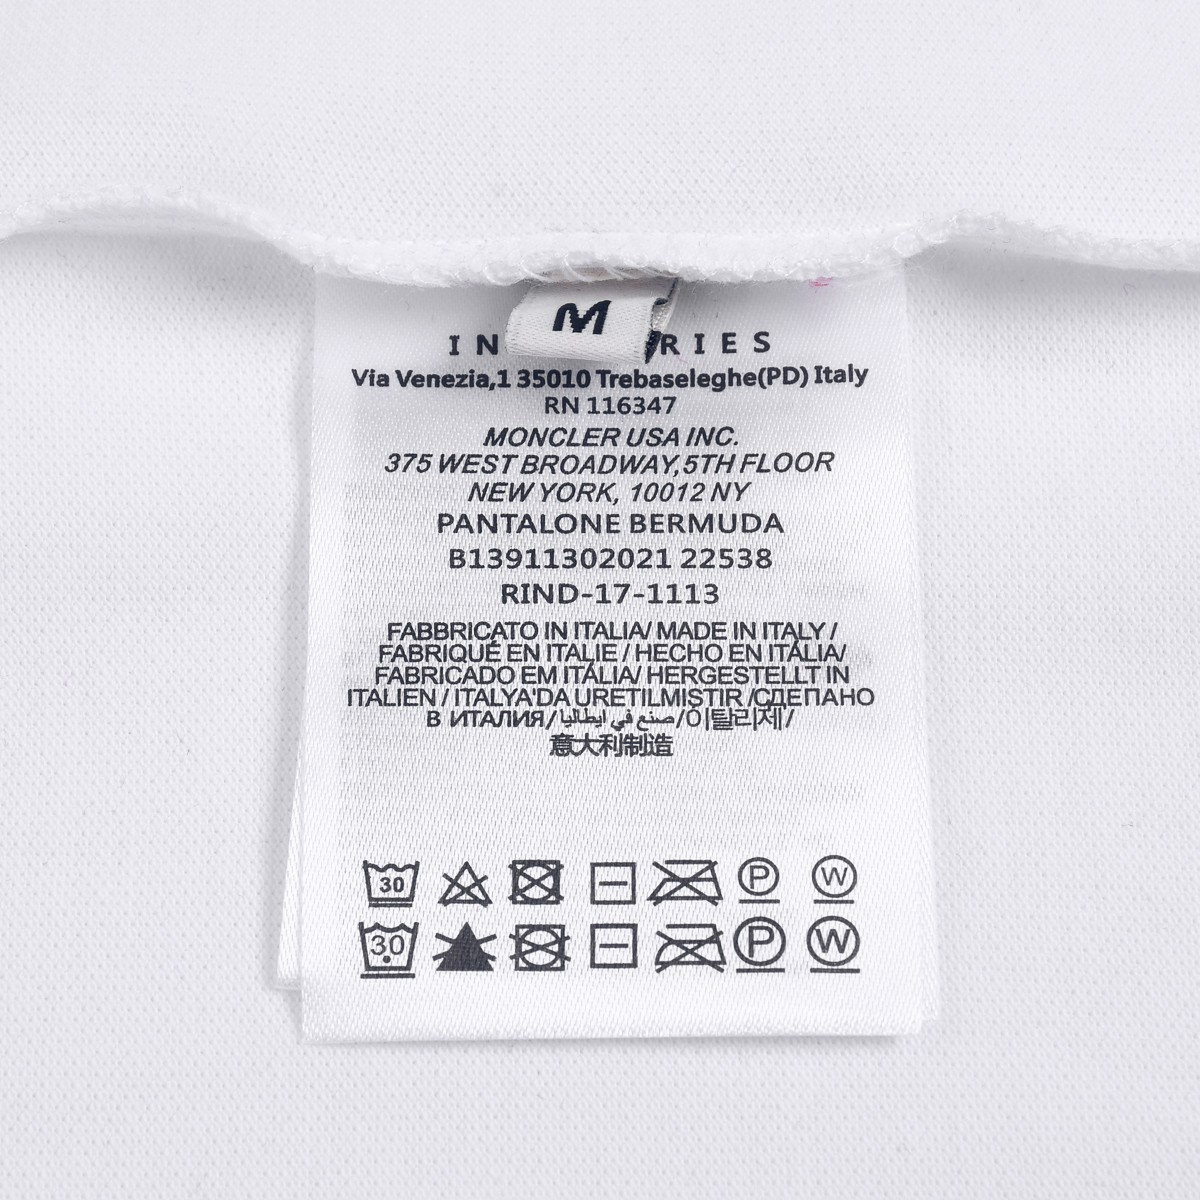 M
IN RIES
Via Venezia,1 35010 Trebaseleghe(PD) Italy
RN 116347
MONCLER USA INC.
375 WEST BROADWAY,5TH FLOOR
NEW YORK, 10012 NY
PANTALONE BERMUDA
B13911302021 22538
RIND-17-1113
FABBRICATO IN ITALIA/ MADE IN ITALY /
FABRIQUÉ EN ITALIE / HECHO EN ITÁLIA/
FABRICADO EM ITÁLIA/ HERGESTELLT IN
ITALIEN / ITALYA'DA URETILMISTIR /СДЕПАНО
В ИТАЛИЯ/صنع في ايطاليا/이탈리제/
意大利制造
30 P W
30 P W